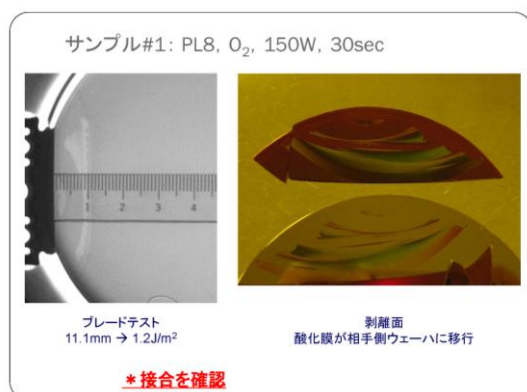 サンプル#1: PL8, O₂, 150W, 30sec
1 2 3 4
ブレードテスト
11.1mm → 1.2J/m²
剥離面
酸化膜が相手側ウェーハに移行
＊接合を確認